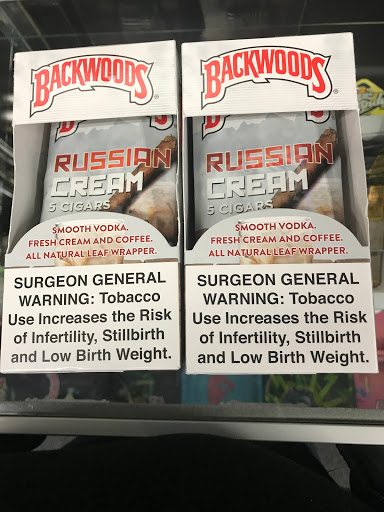 BACKWOODS®
RUSSIAN
CREAM
5 CIGARS
SMOOTH VODKA.
FRESH CREAM AND COFFEE.
ALL NATURAL LEAF WRAPPER.
SURGEON GENERAL
WARNING: Tobacco
Use Increases the Risk
of Infertility, Stillbirth
and Low Birth Weight.
BACKWOODS®
RUSSIAN
CREAM
5 CIGARS
SMOOTH VODKA.
FRESH CREAM AND COFFEE.
ALL NATURAL LEAF WRAPPER.
SURGEON GENERAL
WARNING: Tobacco
Use Increases the Risk
of Infertility, Stillbirth
and Low Birth Weight.